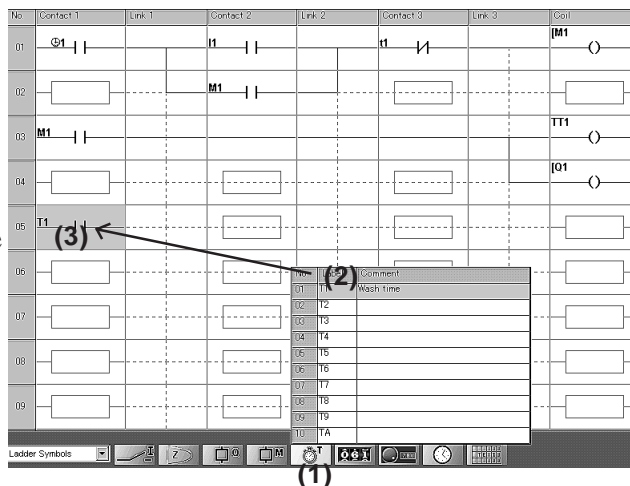 No Contact 1 Link 1 Contact 2 Link 2 Contact 3 Link 3 Coil
01 1 I1 t1 [M1
02 M1
03 M1 TT1
04 [Q1
05 T1 (3)
e
06
07
08
09
(2)
No Label Comment
01 T1 Wash time
02 T2
03 T3
04 T4
05 T5
06 T6
07 T7
08 T8
09 T9
10 TA
Ladder Symbols I Z Q M T
(1)